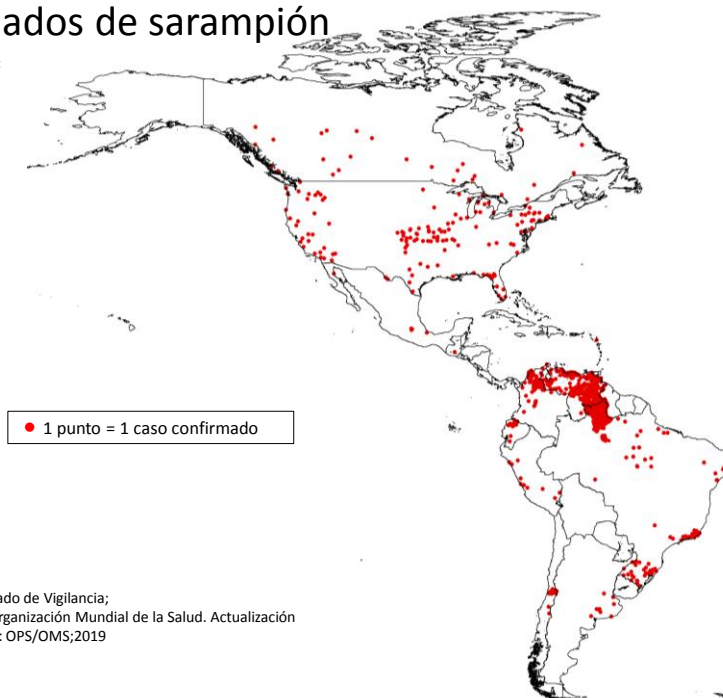 ados de sarampión
1 punto = 1 caso confirmado
ado de Vigilancia;
rganización Mundial de la Salud. Actualización
: OPS/OMS;2019